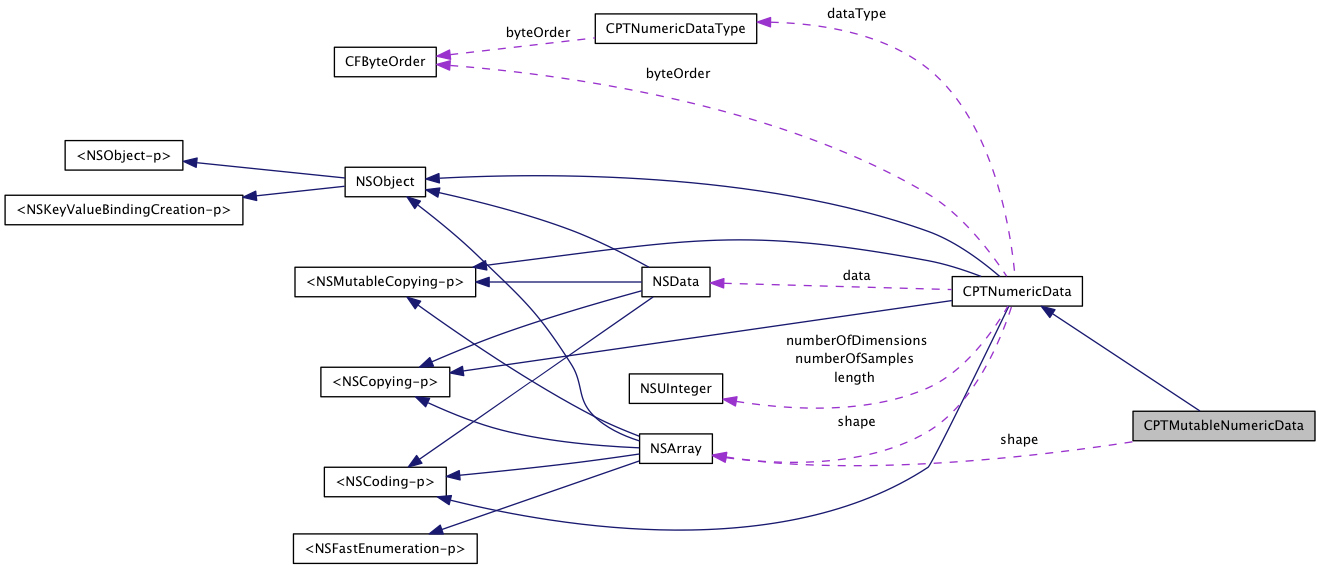 dataType
CPTNumericDataType
byteOrder
CFByteOrder
byteOrder
<NSObject-p>
NSObject
<NSKeyValueBindingCreation-p>
<NSMutableCopying-p>
NSData
data
CPTNumericData
numberOfDimensions
numberOfSamples
length
<NSCopying-p>
NSUInteger
shape
CPTMutableNumericData
shape
NSArray
<NSCoding-p>
<NSFastEnumeration-p>